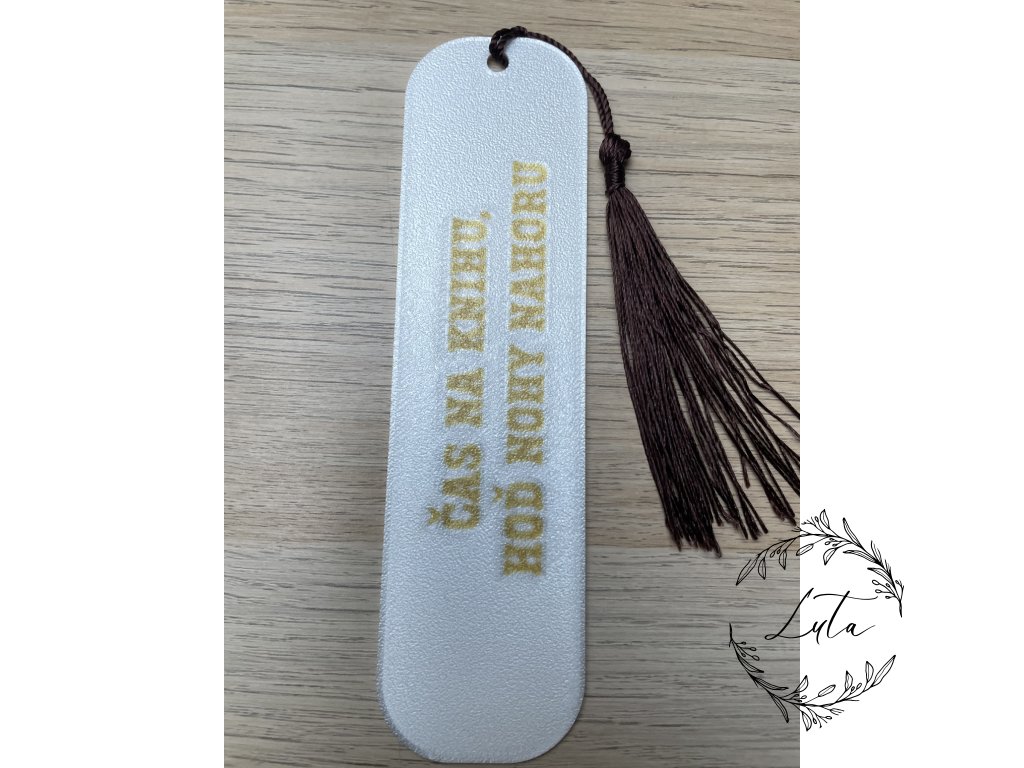 ČAS NA KNIHU,
HOĎ NOHY NAHORU
Luta